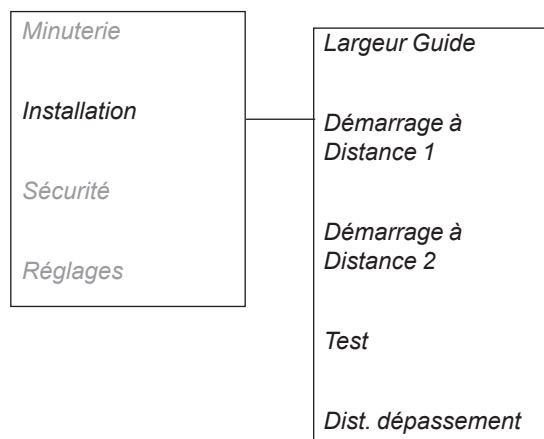 Minuterie
Installation
Sécurité
Réglages
Largeur Guide
Démarrage à
Distance 1
Démarrage à
Distance 2
Test
Dist. dépassement